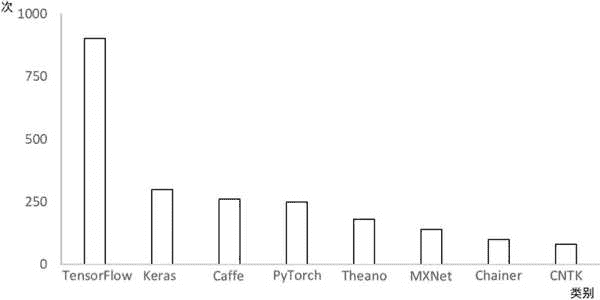 次
1000
750
500
250
0
TensorFlow Keras Caffe PyTorch Theano MXNet Chainer CNTK
类别